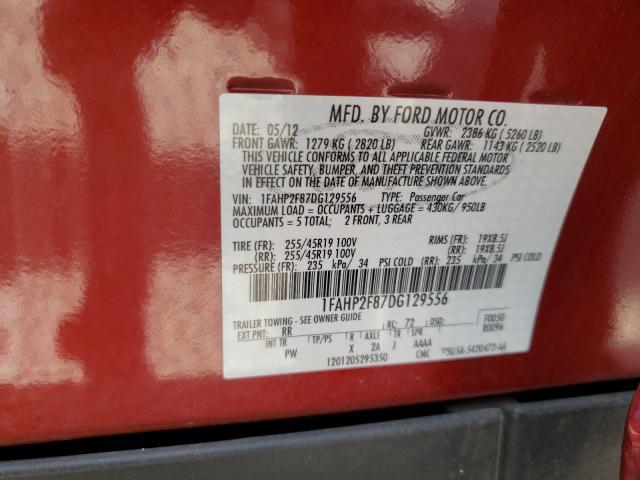 MFD. BY FORD MOTOR CO.
DATE: 05/12 GVWR: 2386 KG ( 5260 LB)
FRONT GAWR: 1279 KG ( 2820 LB) REAR GAWR: 1143 KG ( 2520 LB)
THIS VEHICLE CONFORMS TO ALL APPLICABLE FEDERAL MOTOR
VEHICLE SAFETY, BUMPER, AND THEFT PREVENTION STANDARDS
IN EFFECT ON THE DATE OF MANUFACTURE SHOWN ABOVE.
VIN: 1FAHP2F87DG129556 TYPE: Passenger Car
MAXIMUM LOAD = OCCUPANTS + LUGGAGE = 430KG/ 950LB
OCCUPANTS = 5 TOTAL; 2 FRONT, 3 REAR
TIRE (FR): 255/45R19 100V RIMS (FR): 19X8.5J
(RR): 255/45R19 100V (RR): 19X8.5J
PRESSURE (FR): 235 kPa/ 34 PSI COLD (RR): 235 kPa/ 34 PSI COLD
1FAHP2F87DG129556
TRAILER TOWING - SEE OWNER GUIDE
EXT PNT: RR RC: 72 DSO: F0050
R0096
INT TR TP/PS R AXLE TR SPR
PW X 2A J AAAA
1201205295350 CMC